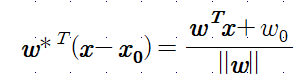 w* ᵀ(x− x₀) = (wᵀx+ w₀) / ||w||